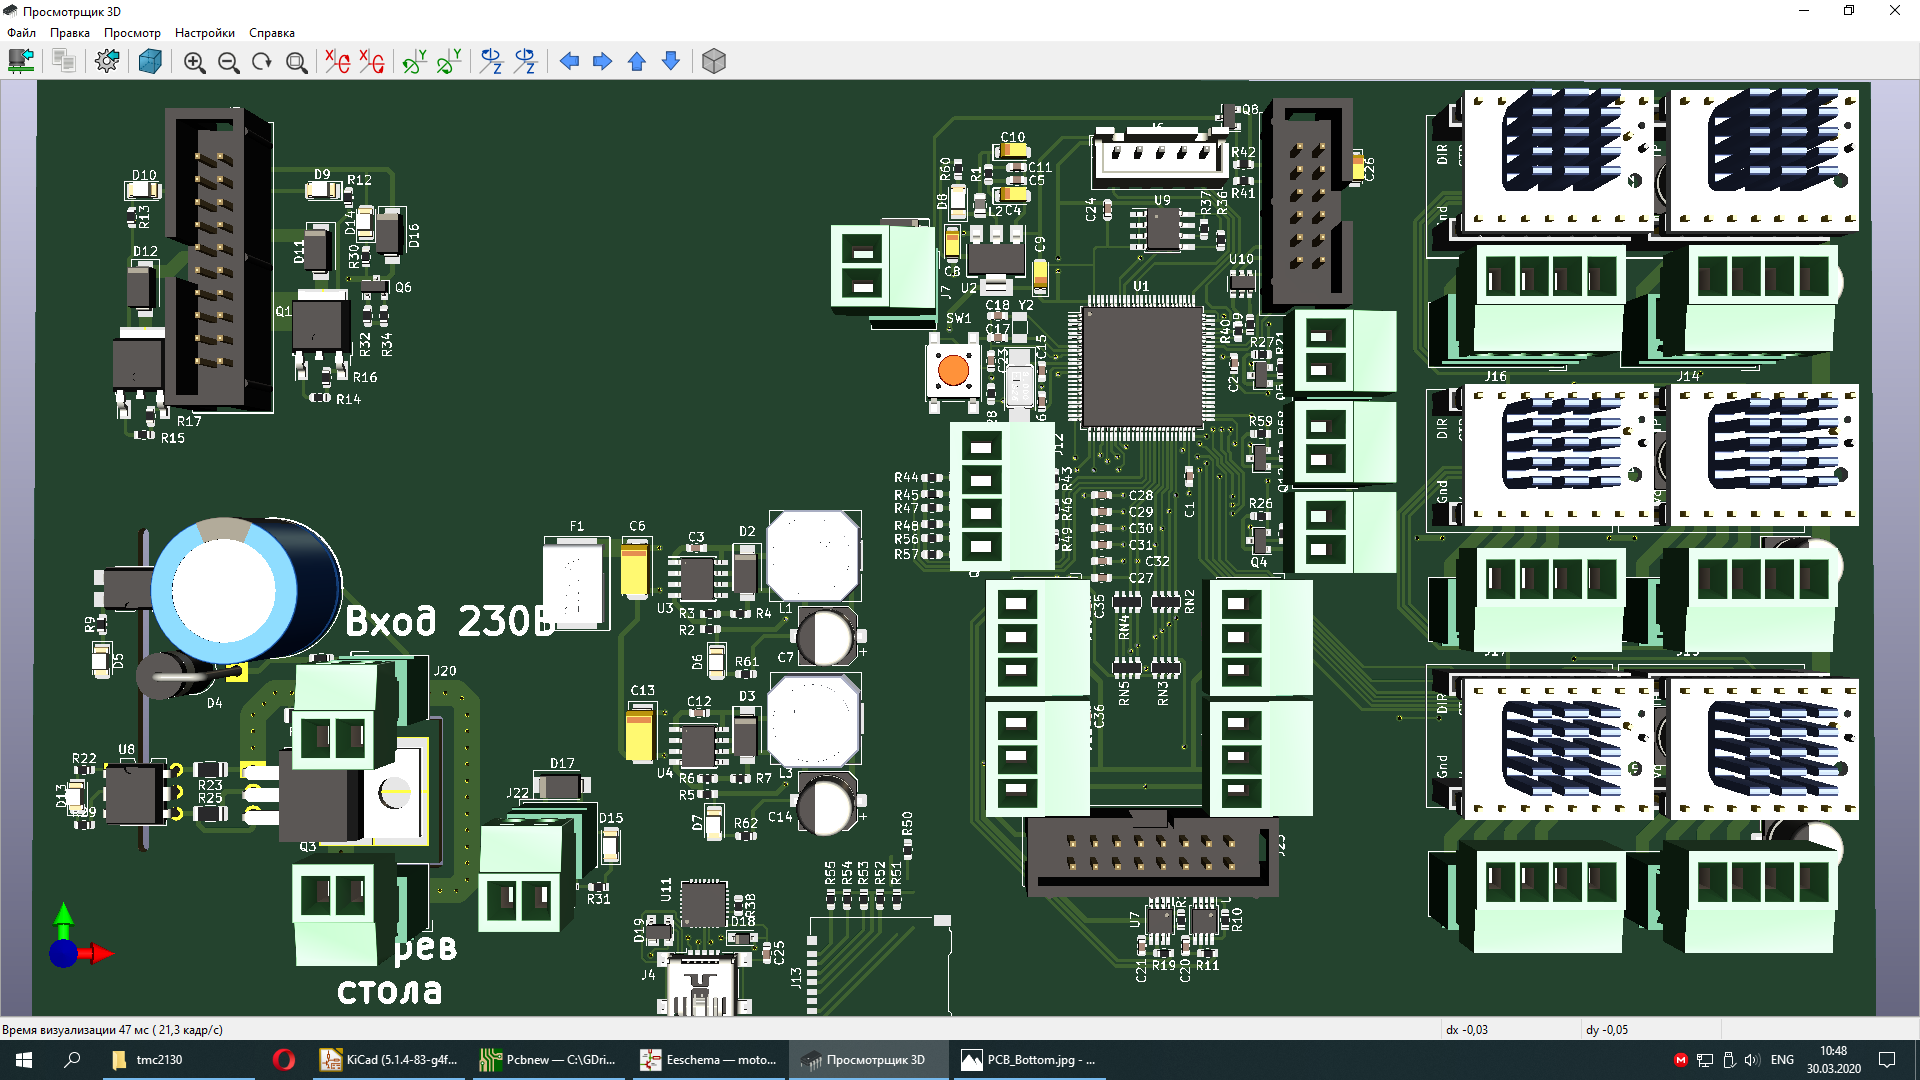 Просмотрщик 3D
Файл Правка Просмотр Настройки Справка
Q8
C10
R42
C26
R60
R1
C11
C5
R41
D10
D9
R12
R13
D14
D8
L2
C4
C24
U9
R37
R36
DIR
Gnd
D12
D11
R30
D16
C8
U2
C9
U10
J7
Q6
Q1
C18
Y2
U1
SW1
C17
R32
R34
C23
C15
R40
R27
R21
R16
R14
R17
R15
J16
J14
J12
R59
DIR
R44
R45
R47
R48
R56
R57
R43
R46
R49
C28
C29
C30
C31
C32
C27
C1
R26
Q4
Gnd
F1
C6
C3
D2
U3
R3
R2
R4
L1
C7
+
R9
D5
Вход 230В
D6
R61
C35
RN4
RN2
RN5
RN3
C36
J20
D4
C13
C12
D3
U4
R6
R5
R7
L3
C14
+
DIR
Gnd
U8
R22
D13
R23
R25
Q3
D17
J22
D15
R31
D7
R62
R50
R55
R54
R53
R52
R51
U11
D19
J4
C25
J13
U7
R10
C21
R19
C20
R11
рев
стола
Время визуализации 47 мс ( 21,3 кадр/с)
dx -0,03
dy -0,05
tmc2130
KiCad (5.1.4-83-g4f...
Pcbnew — C:\GDri...
Eeschema — moto...
Просмотрщик 3D
PCB_Bottom.jpg - ...
ENG
10:48
30.03.2020